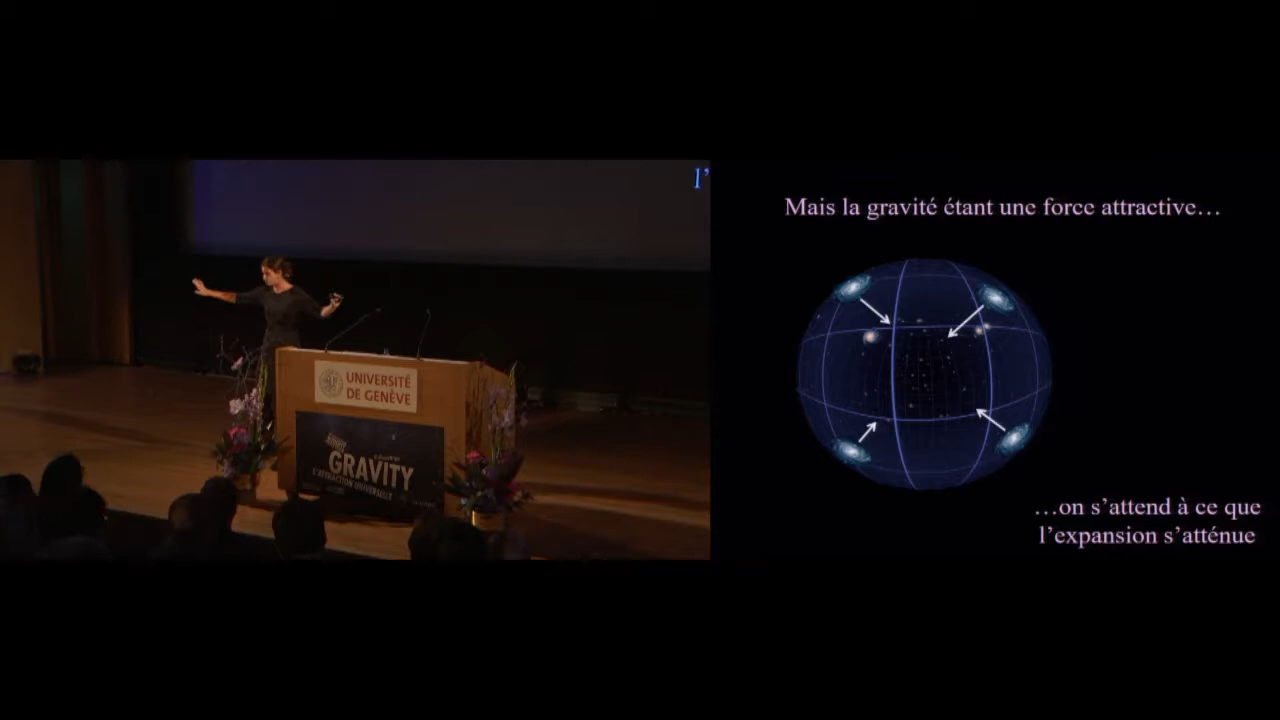 l'
UNIVERSITÉ
DE GENÈVE
GRAVITY
L'ATTRACTION UNIVERSELLE
Mais la gravité étant une force attractive…
…on s'attend à ce que
l'expansion s'atténue